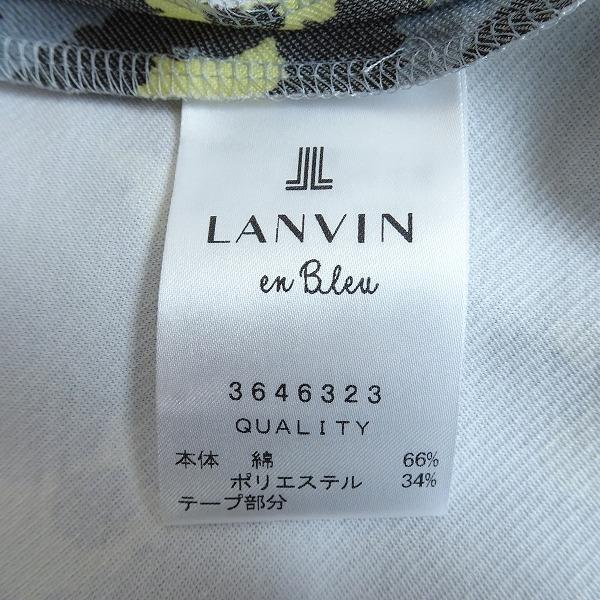 LANVIN
en Bleu
3646323
QUALITY
本体 綿 66%
ポリエステル 34%
テープ部分